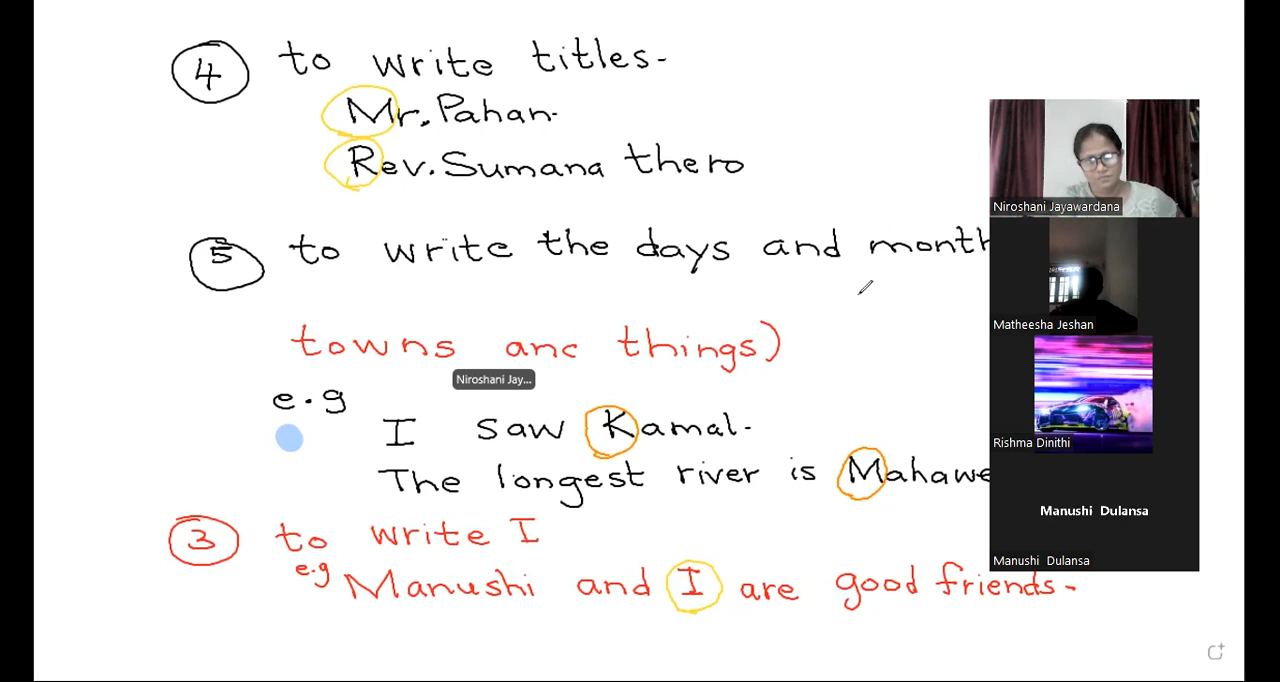 4 to write titles.
Mr. Pahan.
Rev. Sumana thero
5 to write the days and month
towns anc things)
Niroshani Jay...
e.g
I saw Kamal.
The longest river is Mahawe
3 to write I
e.g Manushi and I are good friends.
Niroshani Jayawardana
Matheesha Jeshan
Rishma Dinithi
Manushi Dulansa
Manushi Dulansa